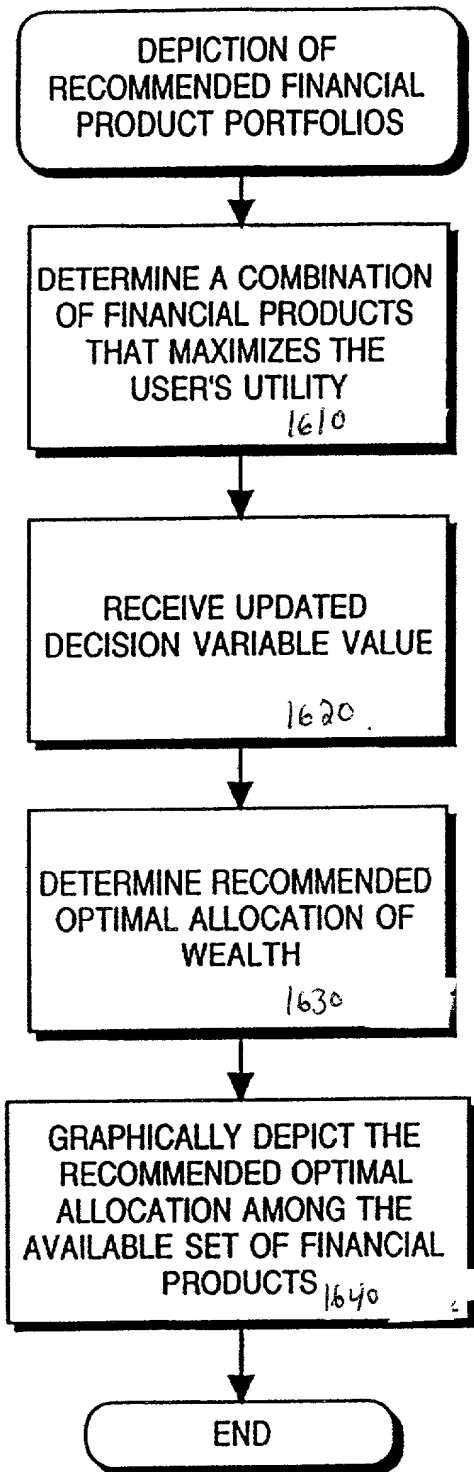 DEPICTION OF
RECOMMENDED FINANCIAL
PRODUCT PORTFOLIOS
DETERMINE A COMBINATION
OF FINANCIAL PRODUCTS
THAT MAXIMIZES THE
USER'S UTILITY
1610
RECEIVE UPDATED
DECISION VARIABLE VALUE
1620
DETERMINE RECOMMENDED
OPTIMAL ALLOCATION OF
WEALTH
1630
GRAPHICALLY DEPICT THE
RECOMMENDED OPTIMAL
ALLOCATION AMONG THE
AVAILABLE SET OF FINANCIAL
PRODUCTS 1640
END